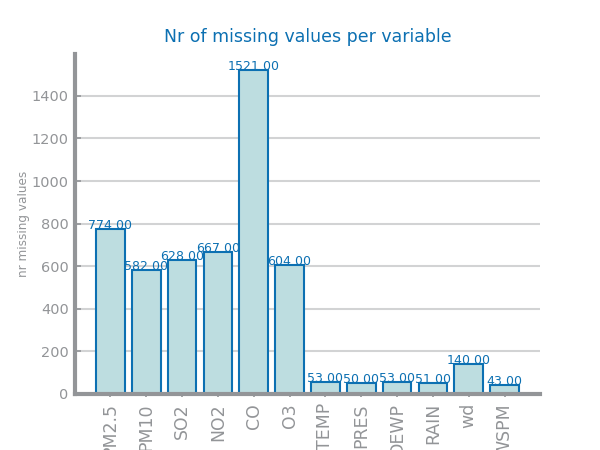 Nr of missing values per variable
nr missing values
1400
1200
1000
800
600
400
200
0
774.00
582.00
628.00
667.00
1521.00
604.00
53.00
50.00
53.00
51.00
140.00
43.00
PM2.5
PM10
SO2
NO2
CO
O3
TEMP
PRES
DEWP
RAIN
wd
WSPM